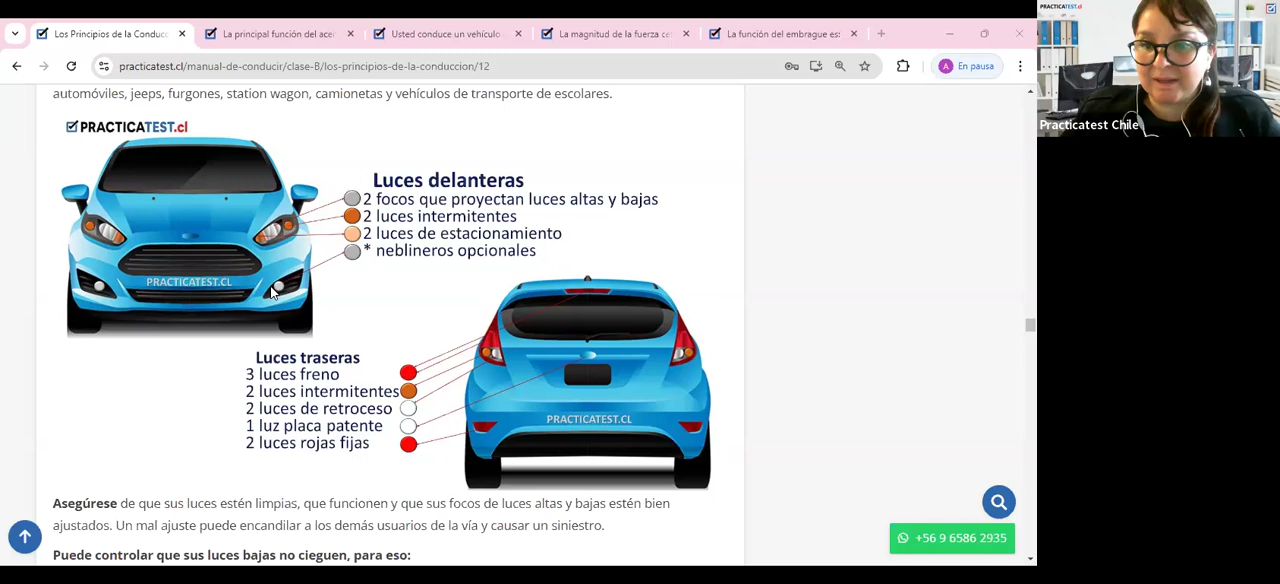 Los Principios de la Conducc
La principal función del acel
Usted conduce un vehículo
La magnitud de la fuerza ce
La función del embrague es:
practicatest.cl/manual-de-conducir/clase-B/los-principios-de-la-conduccion/12
A
En pausa
PRACTICATEST.cl
Practicatest Chile
automóviles, jeeps, furgones, station wagon, camionetas y vehículos de transporte de escolares.
PRACTICATEST.cl
Luces delanteras
2 focos que proyectan luces altas y bajas
2 luces intermitentes
2 luces de estacionamiento
* neblineros opcionales
PRACTICATEST.CL
Luces traseras
3 luces freno
2 luces intermitentes
2 luces de retroceso
1 luz placa patente
2 luces rojas fijas
PRACTICATEST.CL
Asegúrese de que sus luces estén limpias, que funcionen y que sus focos de luces altas y bajas estén bien
ajustados. Un mal ajuste puede encandilar a los demás usuarios de la vía y causar un siniestro.
+56 9 6586 2935
Puede controlar que sus luces bajas no cieguen, para eso: